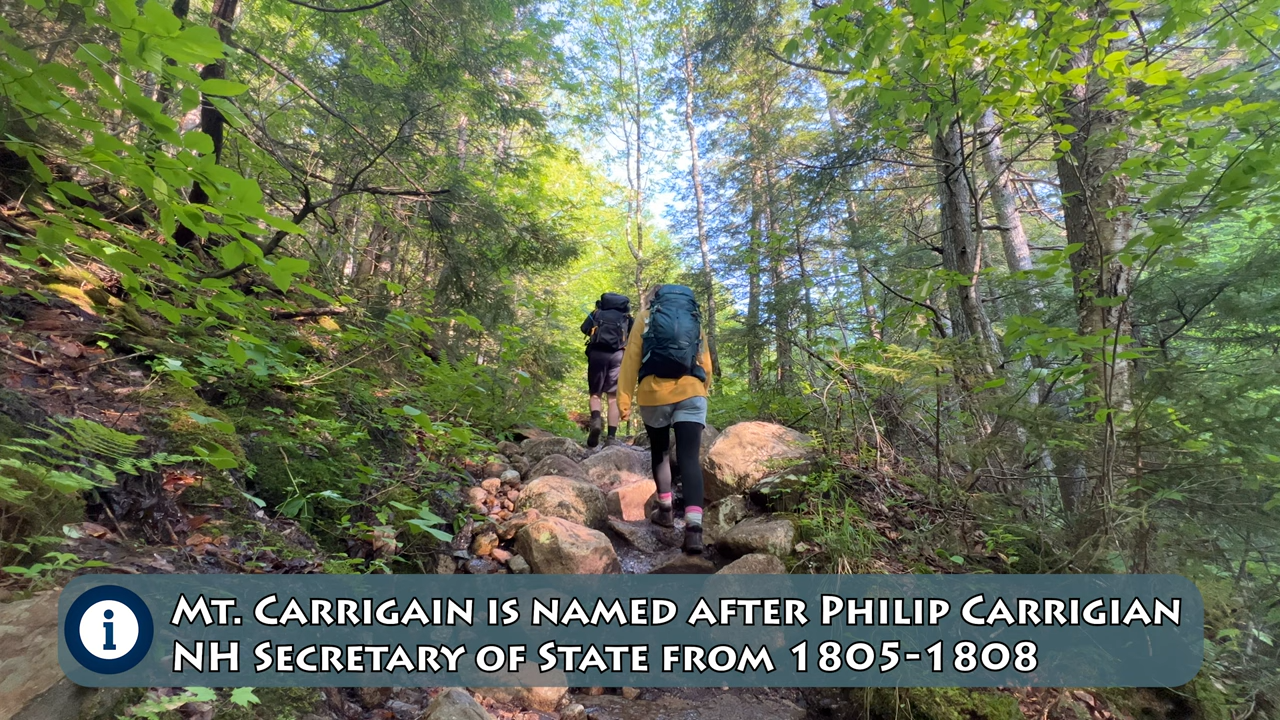 Mt. Carrigain is named after Philip Carrigian
NH Secretary of State from 1805-1808